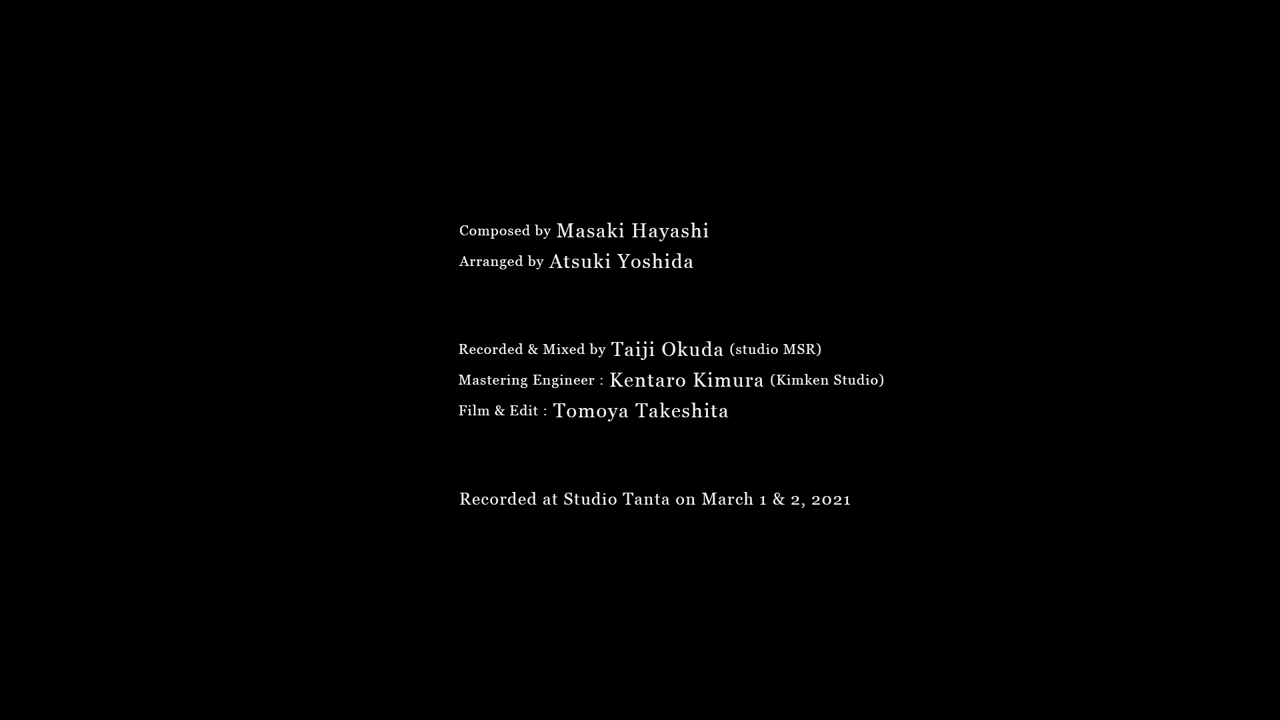 Composed by Masaki Hayashi
Arranged by Atsuki Yoshida
Recorded & Mixed by Taiji Okuda (studio MSR)
Mastering Engineer : Kentaro Kimura (Kimken Studio)
Film & Edit : Tomoya Takeshita
Recorded at Studio Tanta on March 1 & 2, 2021